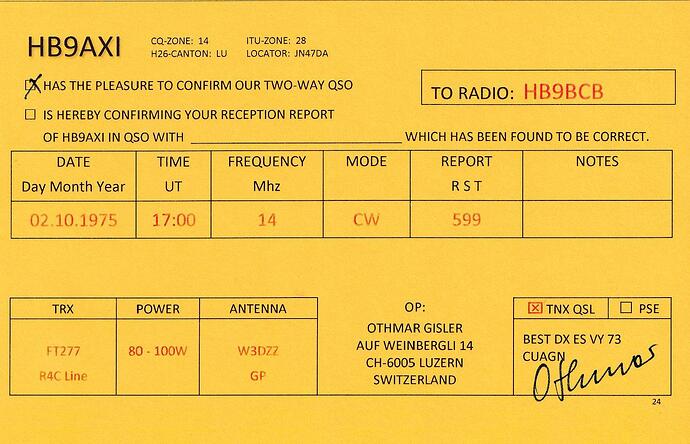 HB9AXI
CQ-ZONE: 14 ITU-ZONE: 28
H26-CANTON: LU LOCATOR: JN47DA
HAS THE PLEASURE TO CONFIRM OUR TWO-WAY QSO
TO RADIO: HB9BCB
IS HEREBY CONFIRMING YOUR RECEPTION REPORT
OF HB9AXI IN QSO WITH ____________ WHICH HAS BEEN FOUND TO BE CORRECT.
DATE TIME FREQUENCY MODE REPORT NOTES
Day Month Year UT Mhz R S T
02.10.1975 17:00 14 CW 599
TRX POWER ANTENNA
FT277 80 - 100W W3DZZ
R4C Line GP
OP:
OTHMAR GISLER
AUF WEINBERGLI 14
CH-6005 LUZERN
SWITZERLAND
TNX QSL PSE
BEST DX ES VY 73
CUAGN
Othmar
24